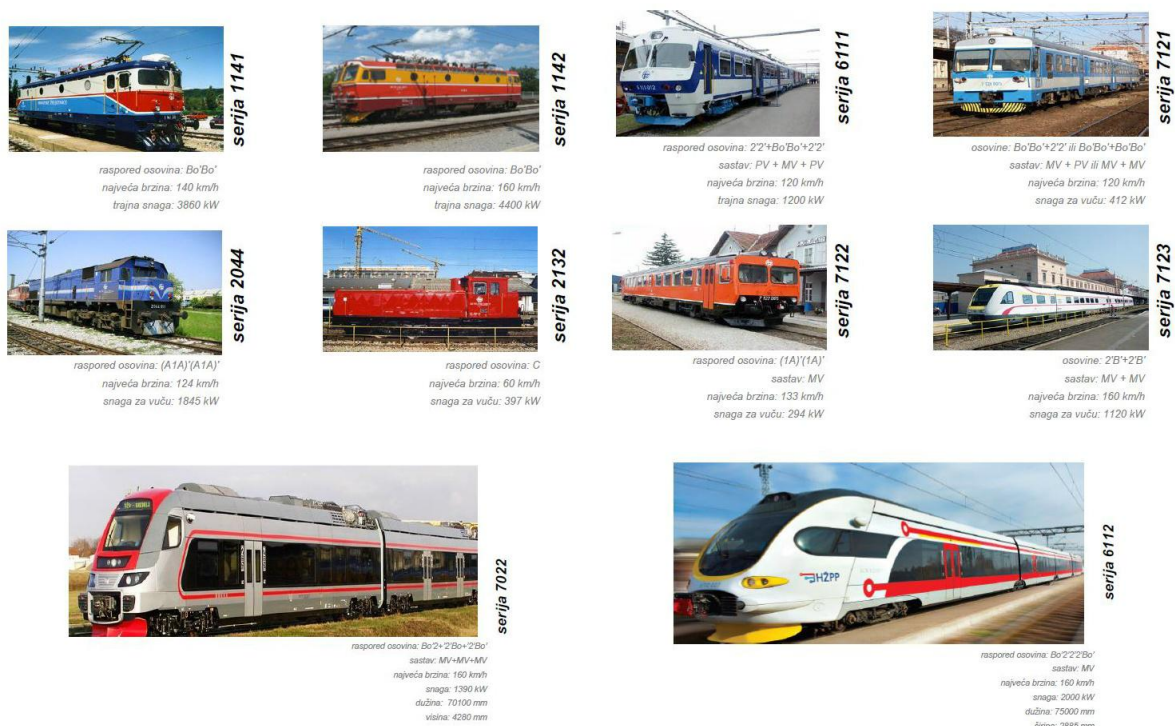 serija 1141
raspored osovina: Bo'Bo'
najveća brzina: 140 km/h
trajna snaga: 3860 kW
serija 1142
raspored osovina: Bo'Bo'
najveća brzina: 160 km/h
trajna snaga: 4400 kW
serija 6111
raspored osovina: 2'2'+Bo'Bo'+2'2'
sastav: PV + MV + PV
najveća brzina: 120 km/h
trajna snaga: 1200 kW
serija 7121
osovine: Bo'Bo'+2'2' ili Bo'Bo'+Bo'Bo'
sastav: MV + PV ili MV + MV
najveća brzina: 120 km/h
snaga za vuču: 412 kW
serija 2044
raspored osovina: (A1A)'(A1A)'
najveća brzina: 124 km/h
snaga za vuču: 1845 kW
serija 2132
raspored osovina: C
najveća brzina: 60 km/h
snaga za vuču: 397 kW
serija 7122
raspored osovina: (1A)'(1A)'
sastav: MV
najveća brzina: 133 km/h
snaga za vuču: 294 kW
serija 7123
osovine: 2'B'+2'B'
sastav: MV + MV
najveća brzina: 160 km/h
snaga za vuču: 1120 kW
serija 7022
raspored osovina: Bo'2'+'2'Bo+'2'Bo'
sastav: MV+MV+MV
najveća brzina: 160 km/h
snaga: 1390 kW
dužina: 70100 mm
visina: 4280 mm
HŽPP
serija 6112
raspored osovina: Bo'2'2'2'Bo'
sastav: MV
najveća brzina: 160 km/h
snaga: 2000 kW
dužina: 75000 mm
širina: 2885 mm